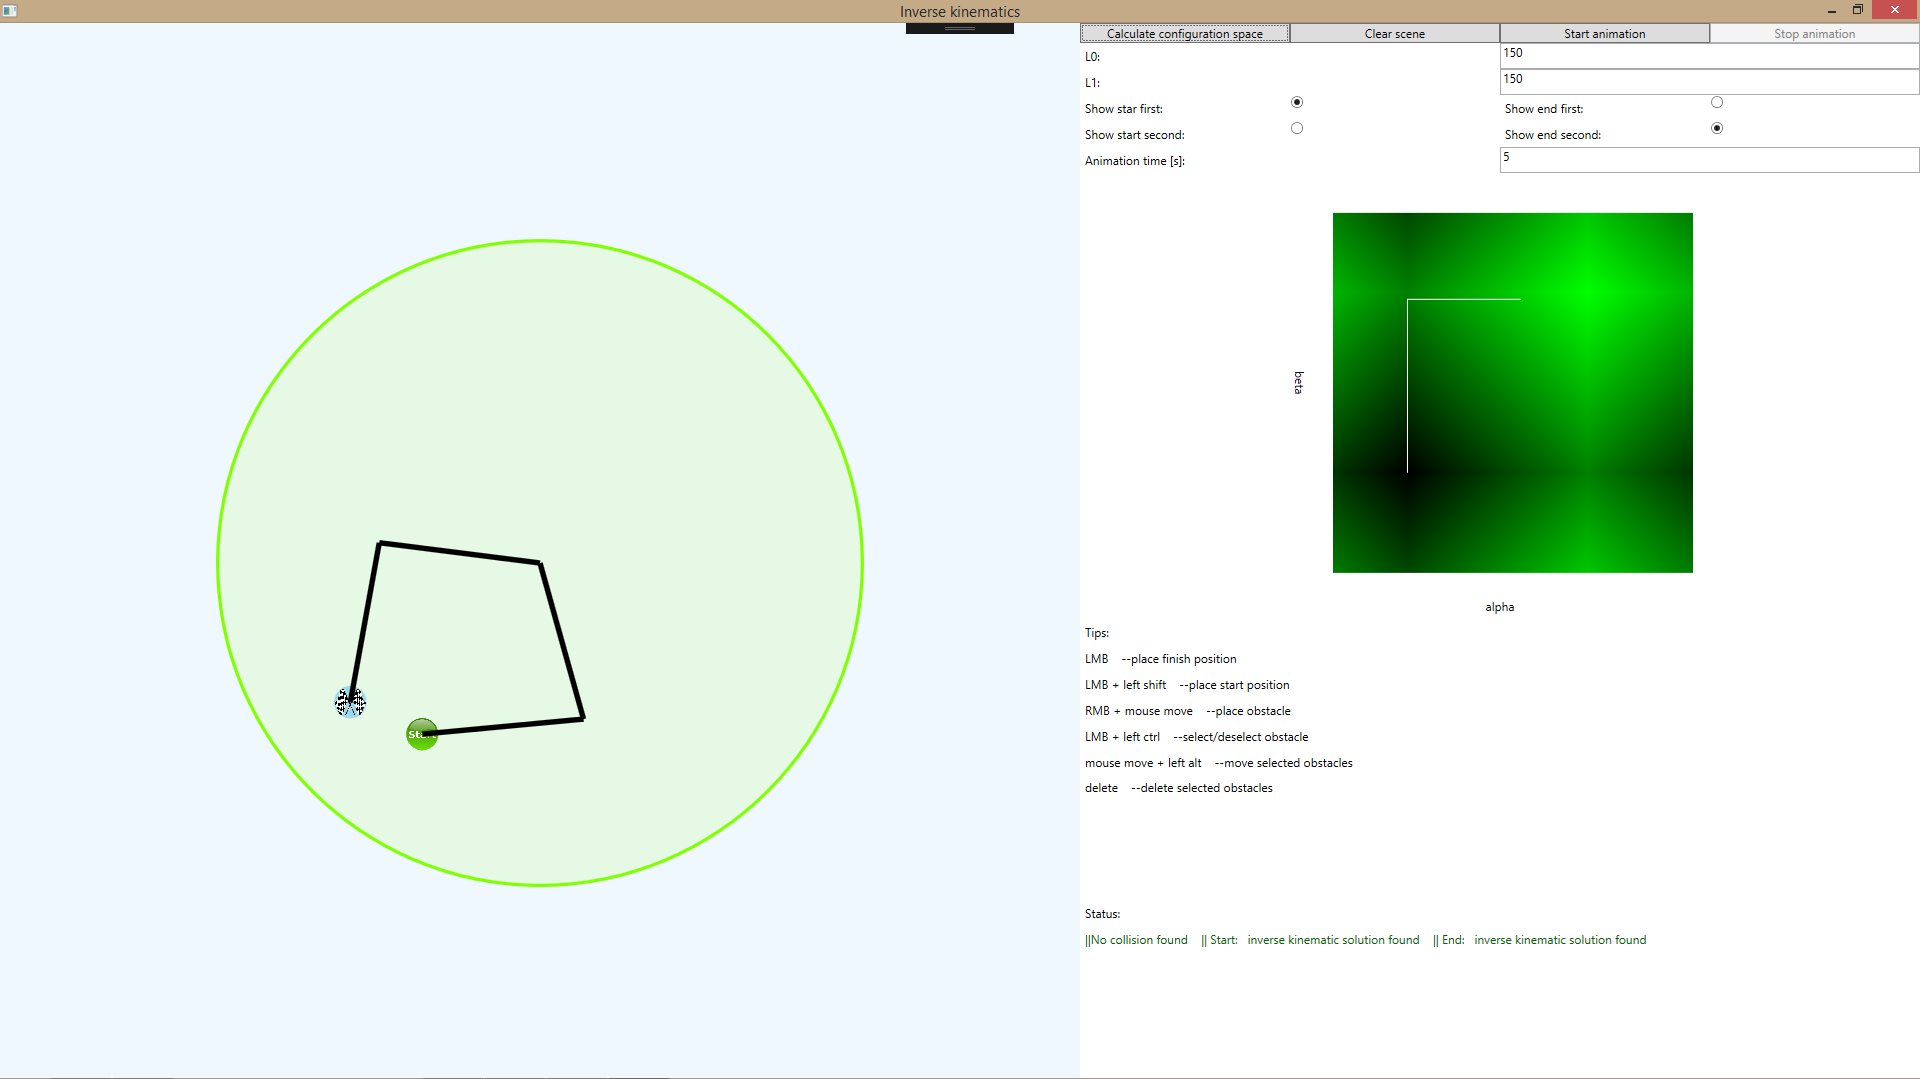 Inverse kinematics
Calculate configuration space Clear scene Start animation Stop animation
L0: 150
L1: 150
Show star first: Show end first:
Show start second: Show end second:
Animation time [s]: 5
beta
alpha
Start
Tips:
LMB --place finish position
LMB + left shift --place start position
RMB + mouse move --place obstacle
LMB + left ctrl --select/deselect obstacle
mouse move + left alt --move selected obstacles
delete --delete selected obstacles
Status:
||No collision found || Start: inverse kinematic solution found || End: inverse kinematic solution found